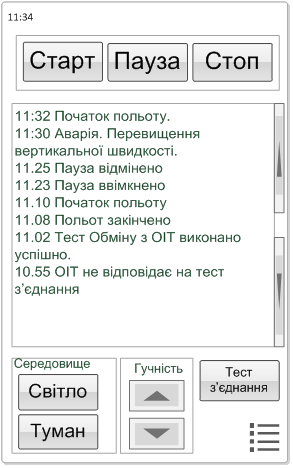 11:34
Старт Пауза Стоп
11:32 Початок польоту.
11:30 Аварія. Перевищення
вертикальної швидкості.
11.25 Пауза відмінено
11.23 Пауза ввімкнено
11.10 Початок польоту
11.08 Польот закінчено
11.02 Тест Обміну з ОІТ виконано
успішно.
10.55 ОІТ не відповідає на тест
з’єднання
Середовище
Світло
Туман
Гучність
Тест
з’єднання